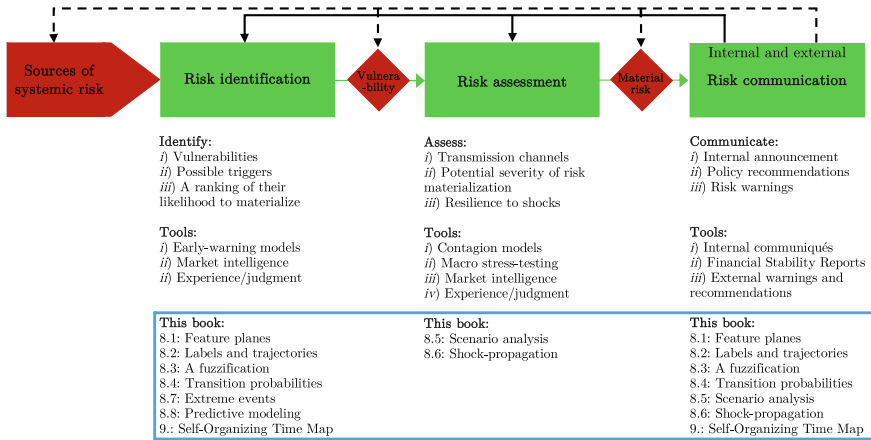 Sources of
systemic risk
Risk identification
Vulnera
-bility
Risk assessment
Material
risk
Internal and external
Risk communication
Identify:
i) Vulnerabilities
ii) Possible triggers
iii) A ranking of their
likelihood to materialize
Tools:
i) Early-warning models
ii) Market intelligence
ii) Experience/judgment
This book:
8.1: Feature planes
8.2: Labels and trajectories
8.3: A fuzzification
8.4: Transition probabilities
8.7: Extreme events
8.8: Predictive modeling
9.: Self-Organizing Time Map
Assess:
i) Transmission channels
ii) Potential severity of risk
materialization
iii) Resilience to shocks
Tools:
i) Contagion models
ii) Macro stress-testing
iii) Market intelligence
iv) Experience/judgment
This book:
8.5: Scenario analysis
8.6: Shock-propagation
Communicate:
i) Internal announcement
ii) Policy recommendations
iii) Risk warnings
Tools:
i) Internal communiqués
ii) Financial Stability Reports
iii) External warnings and
recommendations
This book:
8.1: Feature planes
8.2: Labels and trajectories
8.3: A fuzzification
8.4: Transition probabilities
8.5: Scenario analysis
8.6: Shock-propagation
9.: Self-Organizing Time Map